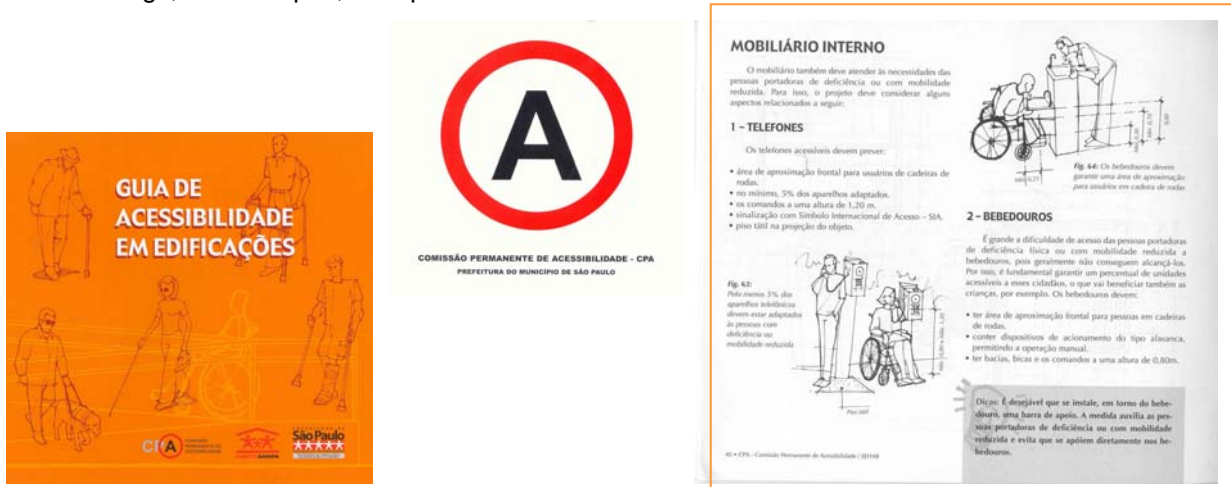 GUIA DE
ACESSIBILIDADE
EM EDIFICAÇÕES
CPA
São Paulo
A
COMISSÃO PERMANENTE DE ACESSIBILIDADE - CPA
PREFEITURA DO MUNICÍPIO DE SÃO PAULO
MOBILIÁRIO INTERNO
O mobiliário também deve atender às necessidades das
pessoas portadoras de deficiência ou com mobilidade
reduzida. Para isso, o projeto deve considerar alguns
aspectos relacionados a seguir:
1 – TELEFONES
Os telefones acessíveis devem prever:
• área de aproximação frontal para usuários de cadeiras de
rodas.
• no mínimo, 5% dos aparelhos adaptados.
• os comandos a uma altura de 1,20 m.
• sinalização com Símbolo Internacional de Acesso – SIA.
• piso tátil na projeção do objeto.
Fig. 63:
Pelo menos 5% dos
aparelhos telefônicos
devem estar adaptados
às pessoas com
deficiência ou
mobilidade reduzida
Piso tátil
CPA - Comissão Permanente de Acessibilidade /
Fig. 64: Os bebedouros devem
garantir uma área de aproximação
para usuários em cadeira de rodas
2 – BEBEDOUROS
É grande a dificuldade de acesso das pessoas portadoras
de deficiência física ou com mobilidade reduzida a
bebedouros, pois geralmente não conseguem alcançá-los.
Por isso, é fundamental garantir um percentual de unidades
acessíveis a esses cidadãos, o que vai beneficiar também as
crianças, por exemplo. Os bebedouros devem:
• ter área de aproximação frontal para pessoas em cadeiras
de rodas.
• conter dispositivos de acionamento do tipo alavanca,
permitindo a operação manual.
• ter bacias, bicas e os comandos a uma altura de 0,80m.
Dicas: É desejável que se instale, em torno do bebe-
douro, uma barra de apoio. A medida auxilia as pes-
soas portadoras de deficiência ou com mobilidade
reduzida e evita que se apóiem diretamente nos be-
bedouros.